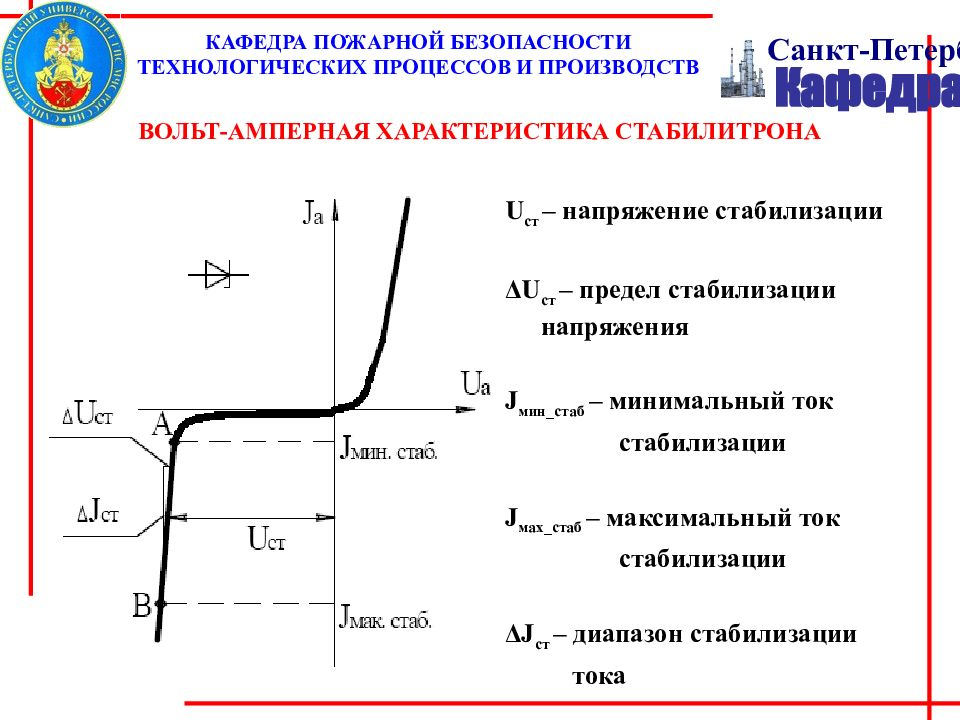 КАФЕДРА ПОЖАРНОЙ БЕЗОПАСНОСТИ
ТЕХНОЛОГИЧЕСКИХ ПРОЦЕССОВ И ПРОИЗВОДСТВ
Санкт-Петерб
Кафедра
ВОЛЬТ-АМПЕРНАЯ ХАРАКТЕРИСТИКА СТАБИЛИТРОНА
Jа
Uа
ΔUст
A
Jмин. стаб.
ΔJст
Uст
B
Jмак. стаб.
Uст – напряжение стабилизации
ΔUст – предел стабилизации
напряжения
Jмин_стаб – минимальный ток
стабилизации
Jмах_стаб – максимальный ток
стабилизации
ΔJст – диапазон стабилизации
тока